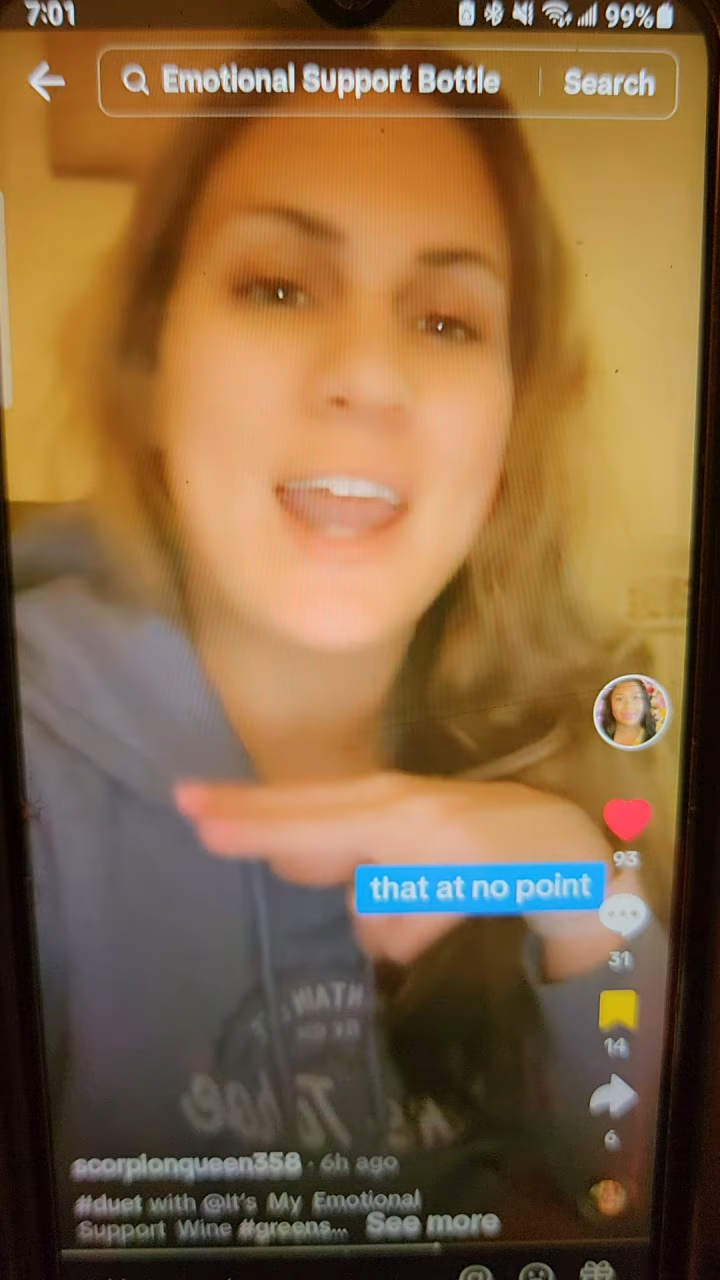 7:01 99%
Emotional Support Bottle Search
93
that at no point
31
14
6
scorpionqueen358 · 6h ago
#duet with @It's My Emotional
Support Wine #greens... See more